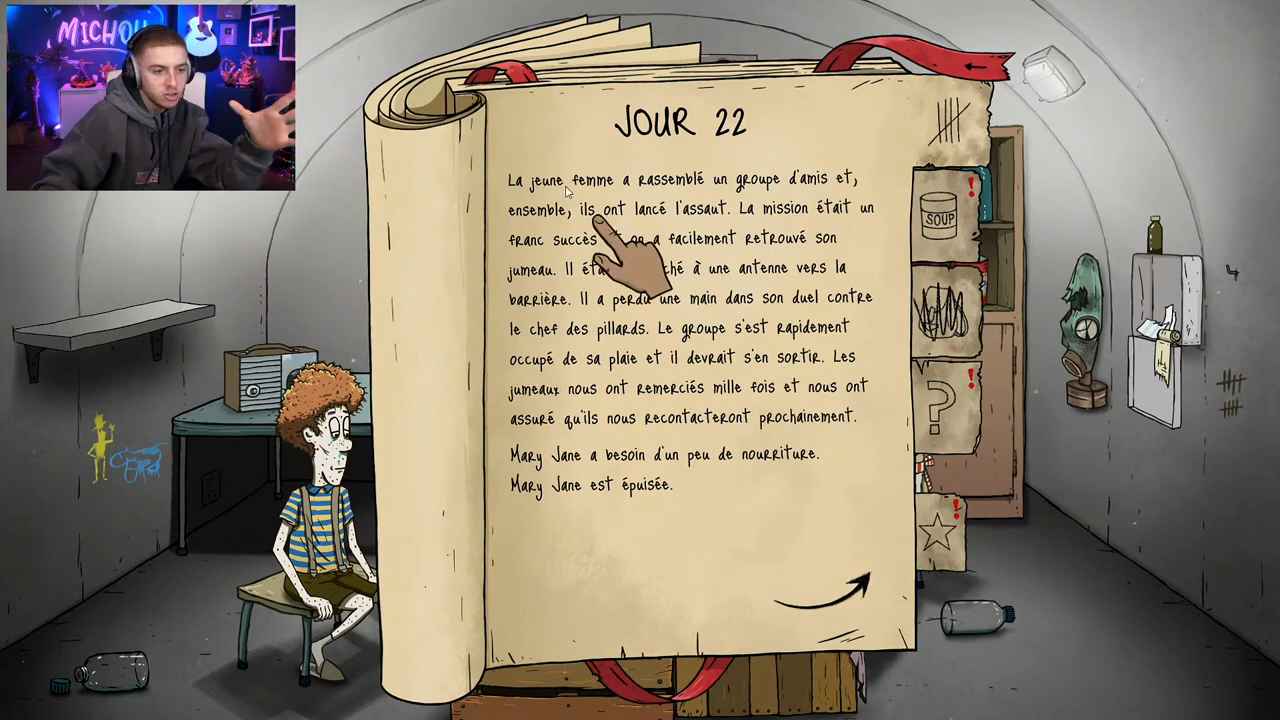 MICHOU
JOUR 22
La jeune femme a rassemblé un groupe d'amis et,
ensemble, ils ont lancé l'assaut. La mission était un
franc succès a facilement retrouvé son
jumeau. Il à une antenne vers la
barrière. Il a perdu une main dans son duel contre
le chef des pillards. Le groupe s'est rapidement
occupé de sa plaie et il devrait s'en sortir. Les
jumeaux nous ont remerciés mille fois et nous ont
assuré qu'ils nous recontacteront prochainement.
Mary Jane a besoin d'un peu de nourriture.
Mary Jane est épuisée.
SOUP
!
?
!
!